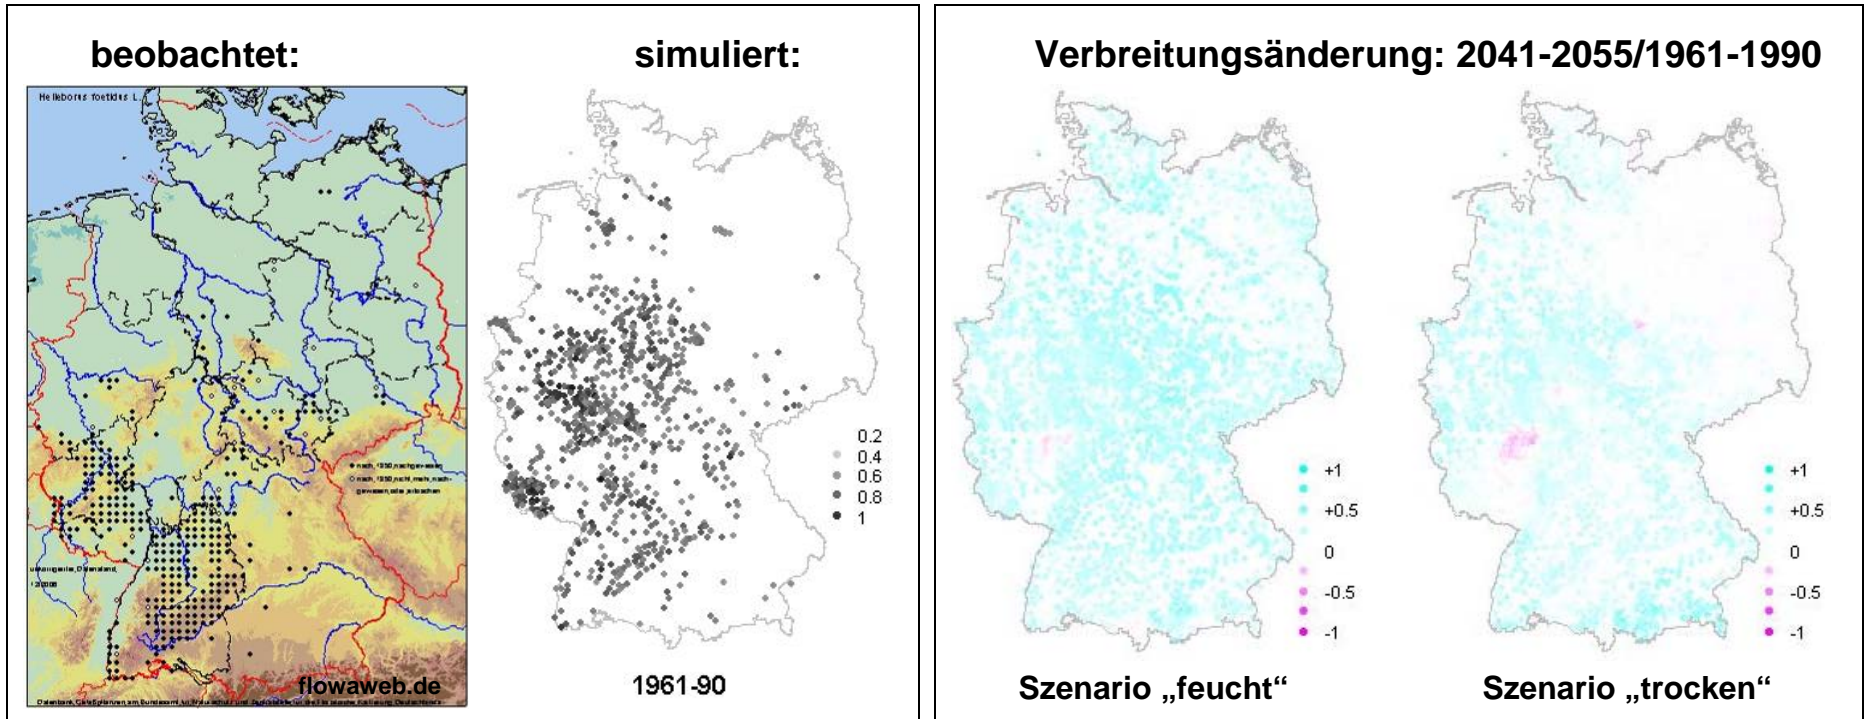 beobachtet:
simuliert:
Helleborus foetidus L.
flowaweb.de
0.2
0.4
0.6
0.8
1
1961-90
Verbreitungsänderung: 2041-2055/1961-1990
+1
+0.5
0
-0.5
-1
Szenario „feucht“
+1
+0.5
0
-0.5
-1
Szenario „trocken“